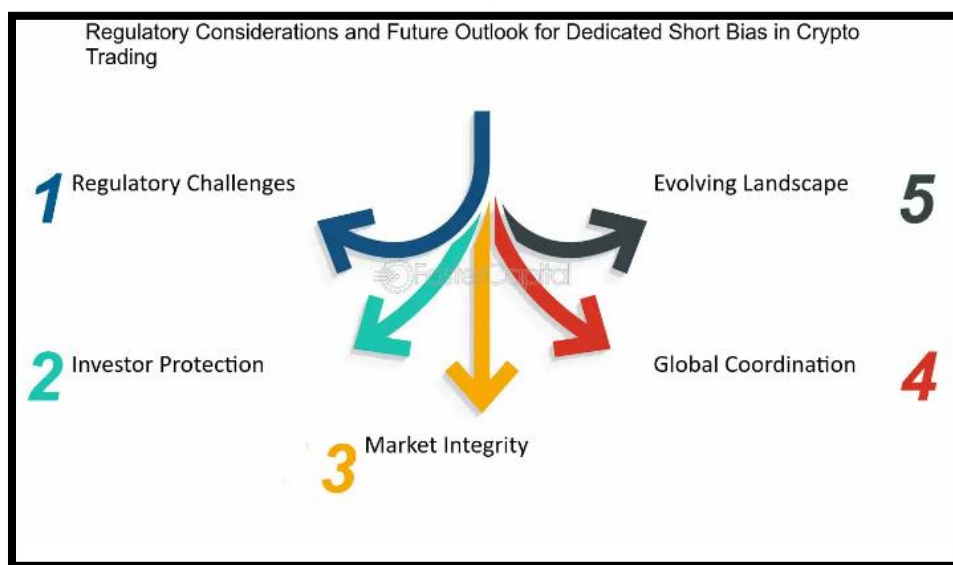 Regulatory Considerations and Future Outlook for Dedicated Short Bias in Crypto
Trading
1 Regulatory Challenges
Evolving Landscape 5
2 Investor Protection
Global Coordination 4
3 Market Integrity
FasterCapital